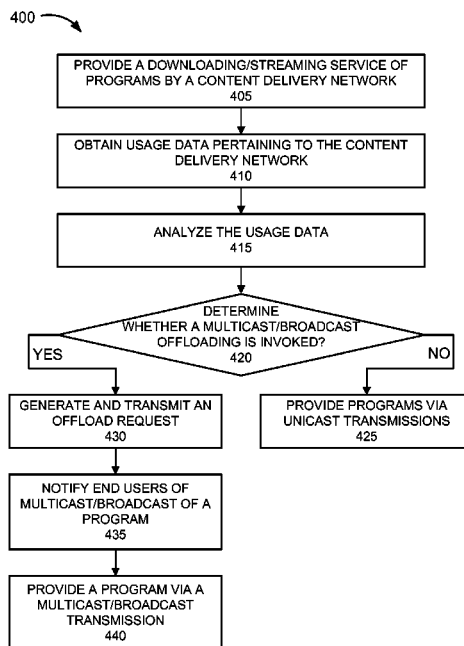 400
PROVIDE A DOWNLOADING/STREAMING SERVICE OF
PROGRAMS BY A CONTENT DELIVERY NETWORK
405
OBTAIN USAGE DATA PERTAINING TO THE CONTENT
DELIVERY NETWORK
410
ANALYZE THE USAGE DATA
415
DETERMINE
WHETHER A MULTICAST/BROADCAST
OFFLOADING IS INVOKED?
420
YES
NO
GENERATE AND TRANSMIT AN
OFFLOAD REQUEST
430
PROVIDE PROGRAMS VIA
UNICAST TRANSMISSIONS
425
NOTIFY END USERS OF
MULTICAST/BROADCAST OF A
PROGRAM
435
PROVIDE A PROGRAM VIA A
MULTICAST/BROADCAST
TRANSMISSION
440